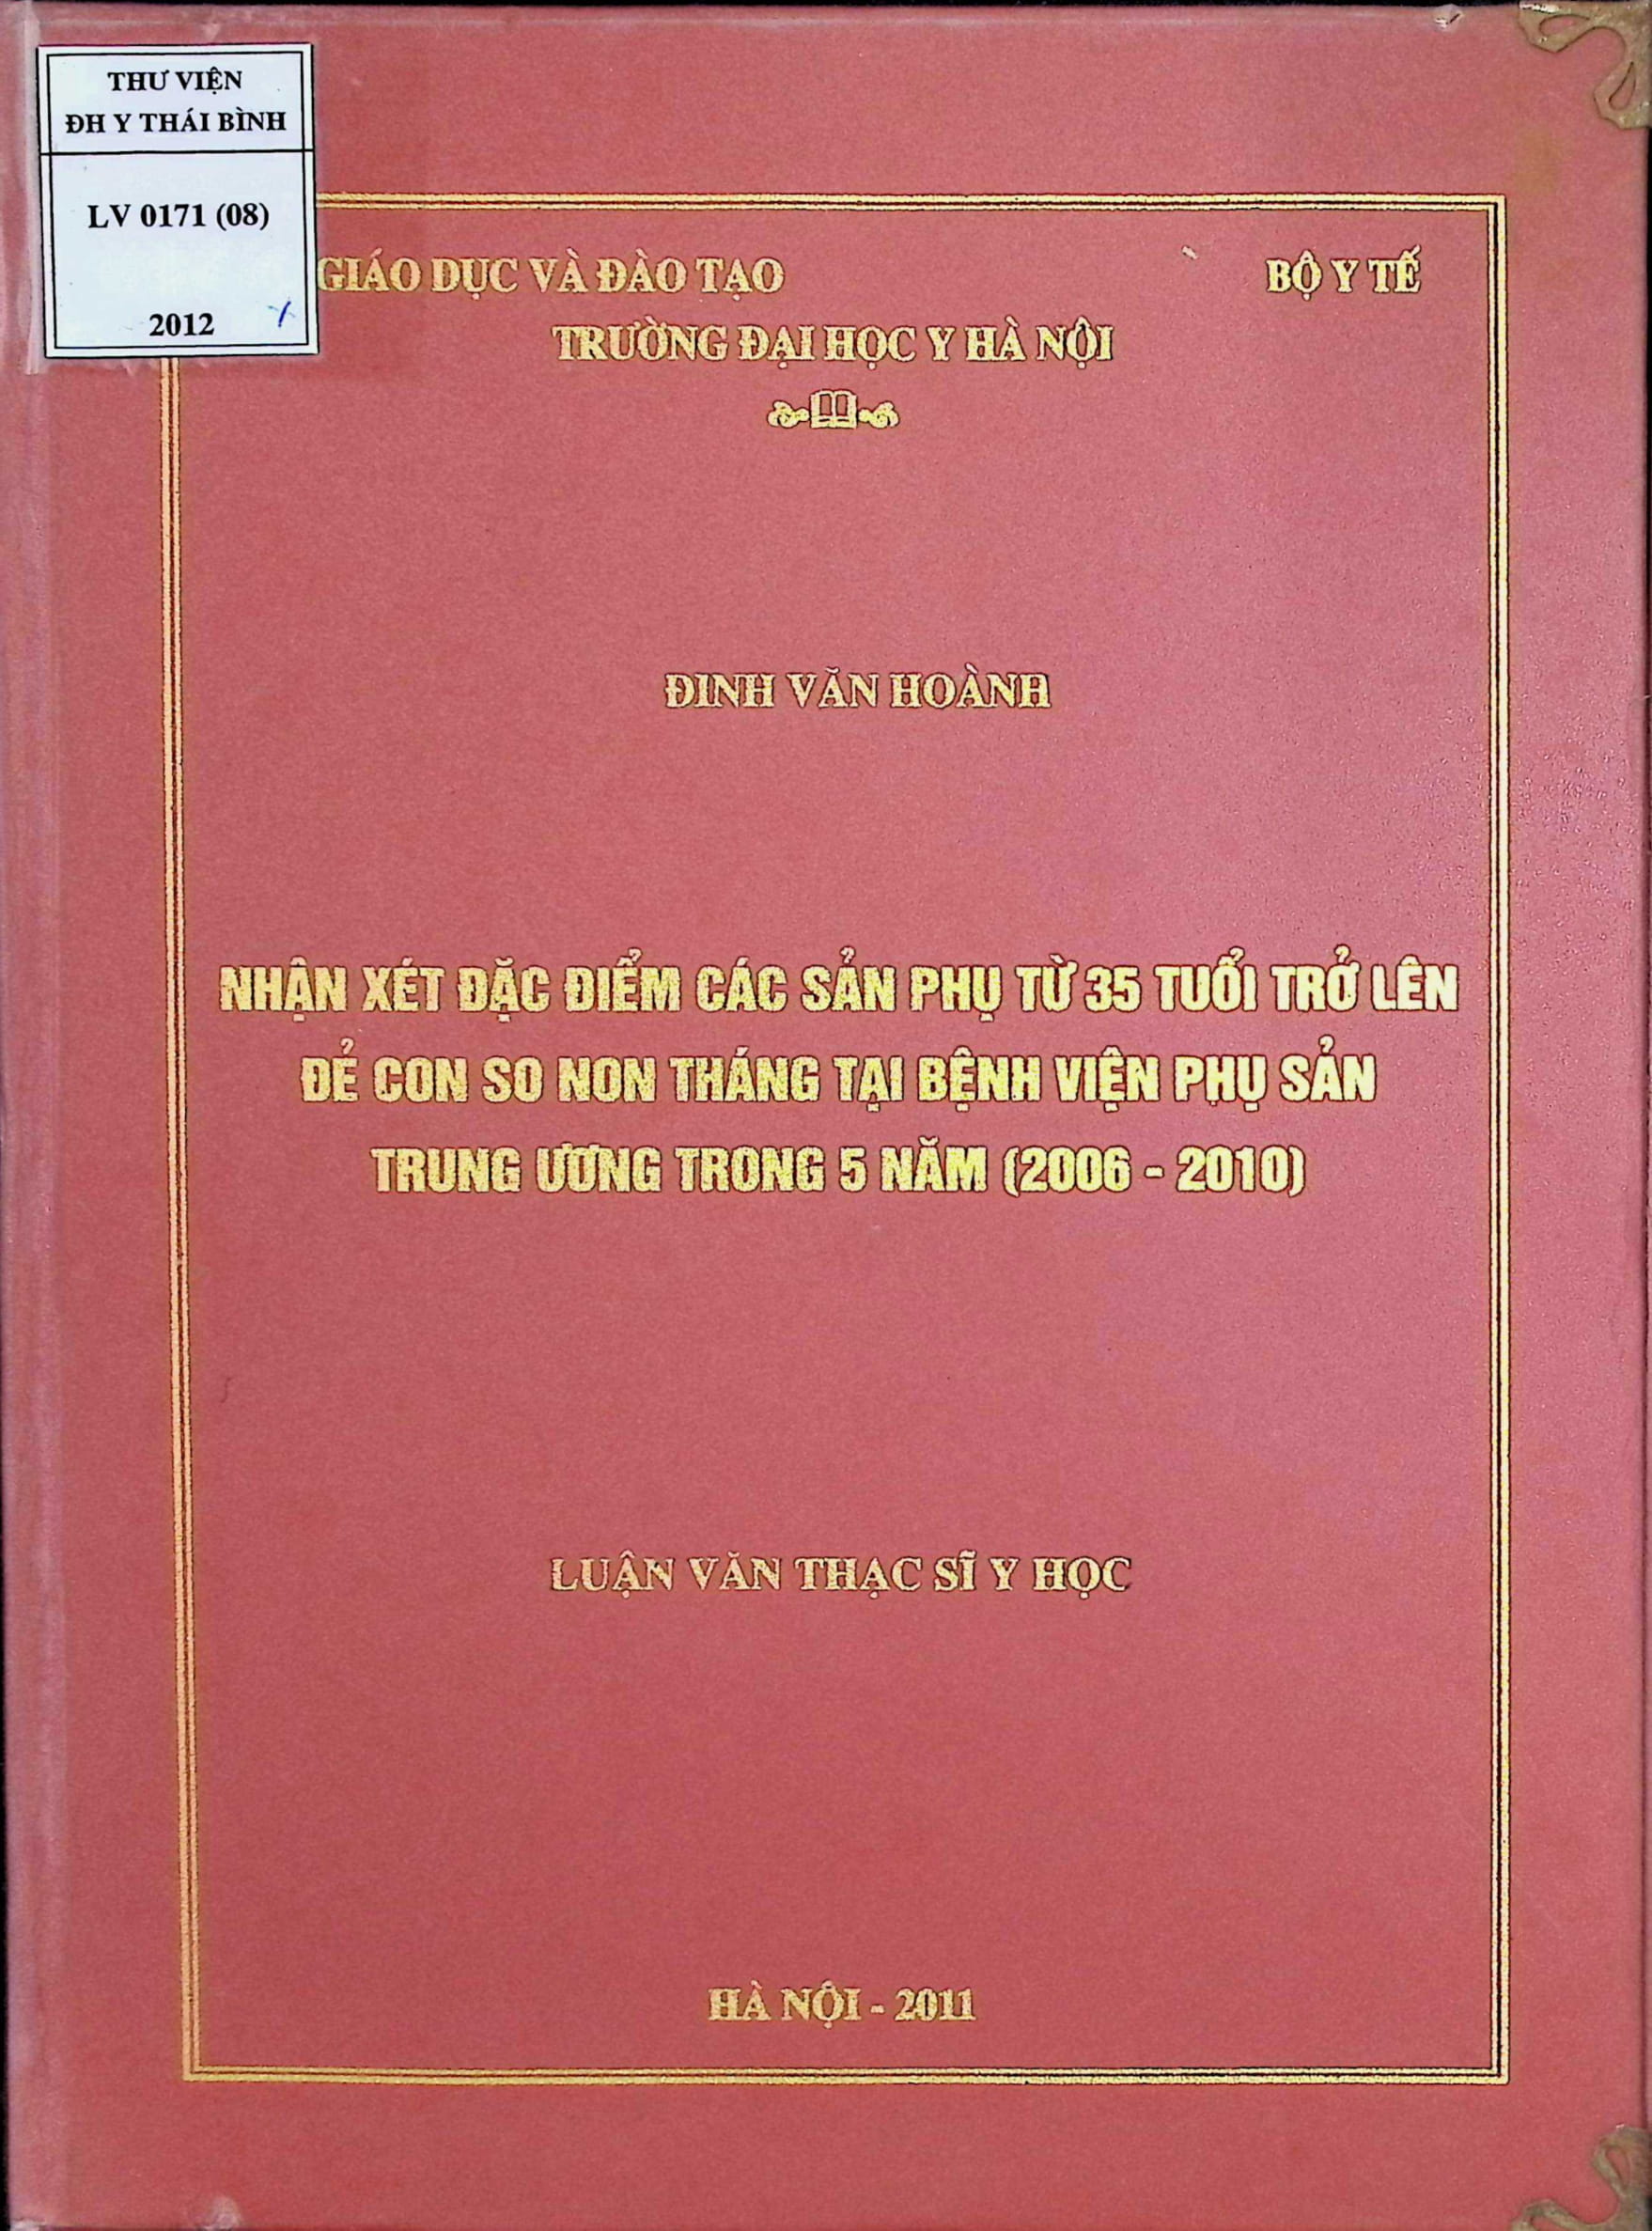 THƯ VIỆN
ĐH Y THÁI BÌNH
LV 0171 (08)
2012
GIÁO DỤC VÀ ĐÀO TẠO BỘ Y TẾ
TRƯỜNG ĐẠI HỌC Y HÀ NỘI
ĐINH VĂN HOÀNH
NHẬN XÉT ĐẶC ĐIỂM CÁC SẢN PHỤ TỪ 35 TUỔI TRỞ LÊN
ĐẺ CON SO NON THÁNG TẠI BỆNH VIỆN PHỤ SẢN
TRUNG ƯƠNG TRONG 5 NĂM (2006 - 2010)
LUẬN VĂN THẠC SĨ Y HỌC
HÀ NỘI - 2011